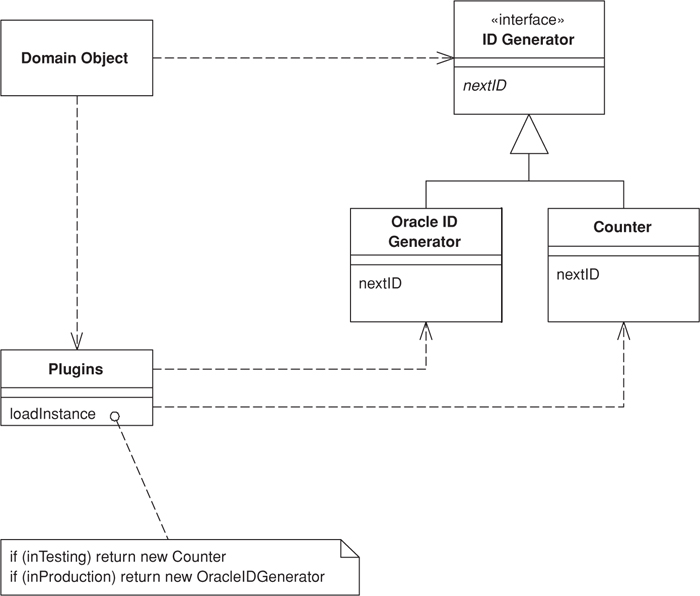 Domain Object
«interface»
ID Generator
nextID
Oracle ID
Generator
nextID
Counter
nextID
Plugins
loadInstance
if (inTesting) return new Counter
if (inProduction) return new OracleIDGenerator